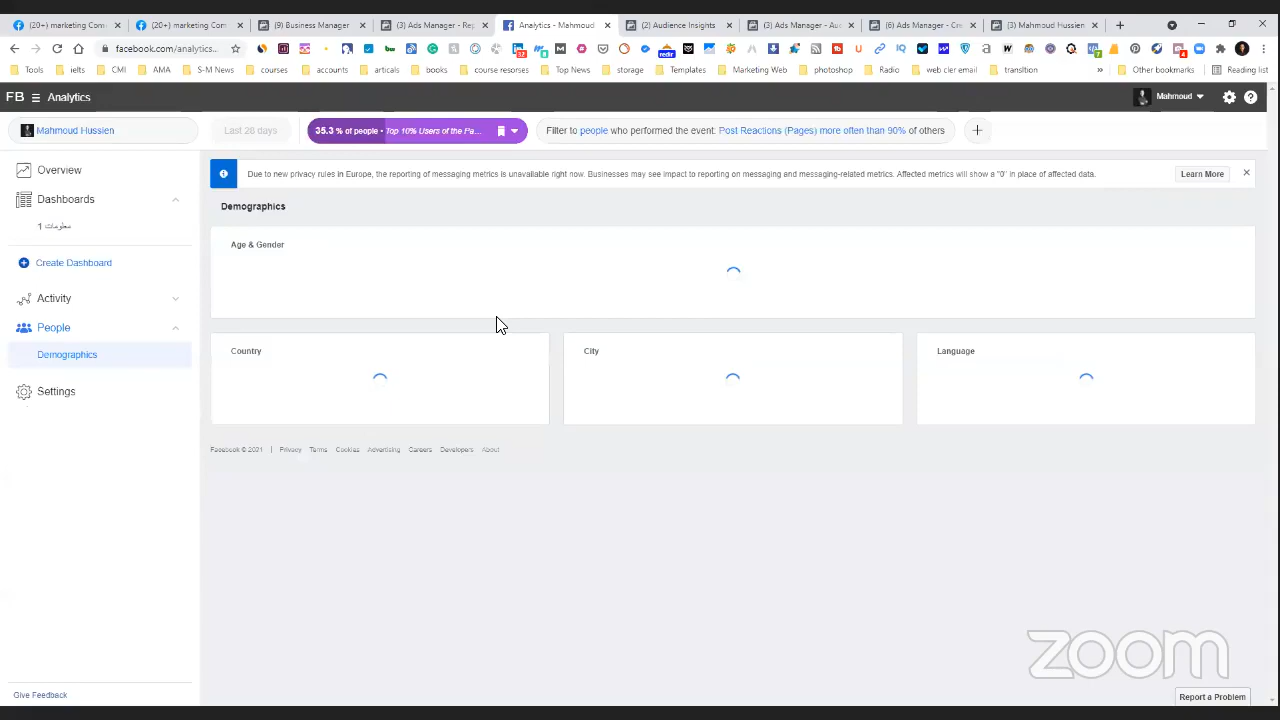 (20+) marketing Com
(20+) marketing Com
(9) Business Manager
(3) Ads Manager - Re
Analytics - Mahmoud
(2) Audience Insights
(3) Ads Manager - Au
(6) Ads Manager - Cr
(3) Mahmoud Hussien
facebook.com/analytics...
Tools
ielts
CMI
AMA
S-M News
courses
accounts
articals
books
course resorses
Top News
storage
Templates
Marketing Web
photoshop
Radio
web cler email
transltion
Other bookmarks
Reading list
FB
Analytics
Mahmoud
Mahmoud Hussien
Last 28 days
35.3 % of people • Top 10% Users of the Pa...
Filter to people who performed the event: Post Reactions (Pages) more often than 90% of others
Overview
Dashboards
معلومات 1
Create Dashboard
Activity
People
Demographics
Settings
Due to new privacy rules in Europe, the reporting of messaging metrics is unavailable right now. Businesses may see impact to reporting on messaging and messaging-related metrics. Affected metrics will show a "0" in place of affected data.
Learn More
Demographics
Age & Gender
Country
City
Language
Facebook © 2021 | Privacy Terms Cookies Advertising Careers Developers About
zoom
Give Feedback
Report a Problem